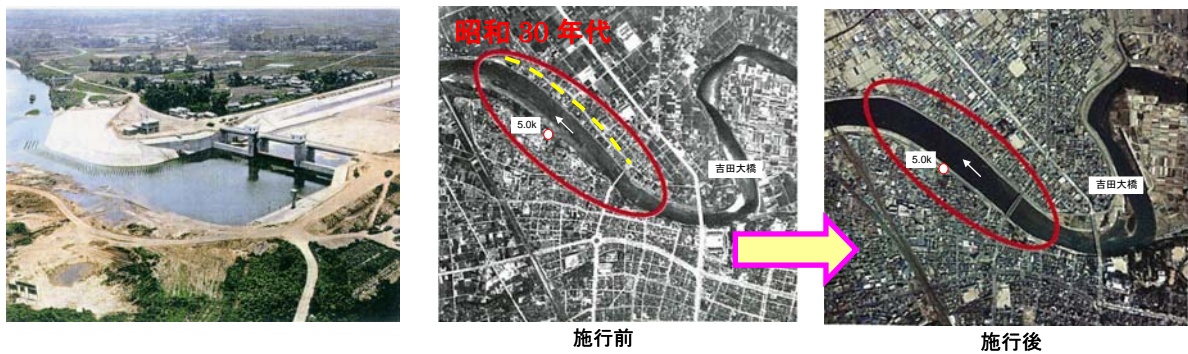 昭和 30 年代
5.0k
吉田大橋
5.0k
吉田大橋
施行前
施行後